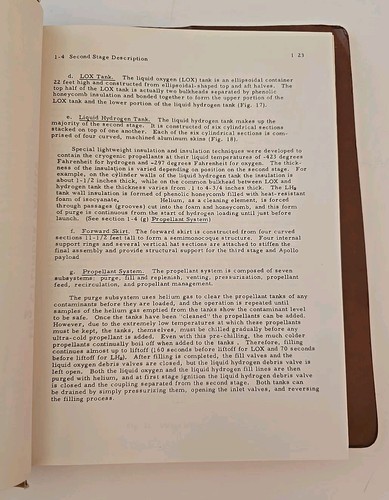 1-4 Second Stage Description 1 23
d. LOX Tank. The liquid oxygen (LOX) tank is an ellipsoidal container
22 feet high and constructed from ellipsoidal-shaped top and aft halves. The
top half of the LOX tank is actually two bulkheads separated by phenolic
honeycomb insulation and bonded together to form the upper portion of the
LOX tank and the lower portion of the liquid hydrogen tank (Fig. 17).
e. Liquid Hydrogen Tank. The liquid hydrogen tank makes up the
majority of the second stage. It is constructed of six cylindrical sections
stacked on top of one another. Each of the six cylindrical sections is com-
prised of four curved, machined aluminum skins (Fig. 18).
Special lightweight insulation and insulation techniques were developed to
contain the cryogenic propellants at their liquid temperatures of -423 degrees
Fahrenheit for hydrogen and -297 degrees Fahrenheit for oxygen. The thick-
ness of the insulation is varied depending on position on the second stage. For
example, on the cylinder walls of the liquid hydrogen tank the insulation is
about 1-1/2 inches thick, while on the common bulkhead between LOX and
hydrogen tank the thickness varies from .1 to 4-3/4 inches thick. The LH2
tank wall insulation is formed of phenolic honeycomb filled with heat-resistant
foam of isocyanate. Helium, as a cleaning element, is forced
through passages (grooves) cut into the foam and honeycomb, and this form
of purge is continuous from the start of hydrogen loading until just before
launch. (See section 1-4 (g) Propellant System)
f. Forward Skirt. The forward skirt is constructed from four curved
sections 11-1/2 feet tall to form a semimonocoque structure. Four internal
support rings and several vertical hat sections are attached to stiffen the
final assembly and provide structural support for the third stage and Apollo
payload
g. Propellant System. The propellant system is composed of seven
subsystems: purge, fill and replenish, venting, pressurization, propellant
feed, recirculation, and propellant management.
The purge subsystem uses helium gas to clear the propellant tanks of any
contaminants before they are loaded, and the operation is repeated until
samples of the helium gas emptied from the tanks show the contaminant level
to be safe. Once the tanks have been "cleaned" the propellants can be added.
However, due to the extremely low temperatures at which these propellants
must be kept, the tanks, themselves, must be chilled gradually before any
ultra-cold propellant is added. Even with this pre-chilling, the much colder
propellants continually boil off when added to the tanks. Therefore, filling
continues almost up to liftoff (160 seconds before liftoff for LOX and 70 seconds
before liftoff for LH2). After filling is completed, the fill valves and the
liquid oxygen debris valves are closed, but the liquid hydrogen debris valve is
left open. Both the liquid oxygen and the liquid hydrogen fill lines are then
purged with helium, and at first stage ignition the liquid hydrogen debris valve
is closed and the coupling separated from the second stage. Both tanks can
be drained by simply pressurizing them, opening the inlet valves, and reversing
the filling process.